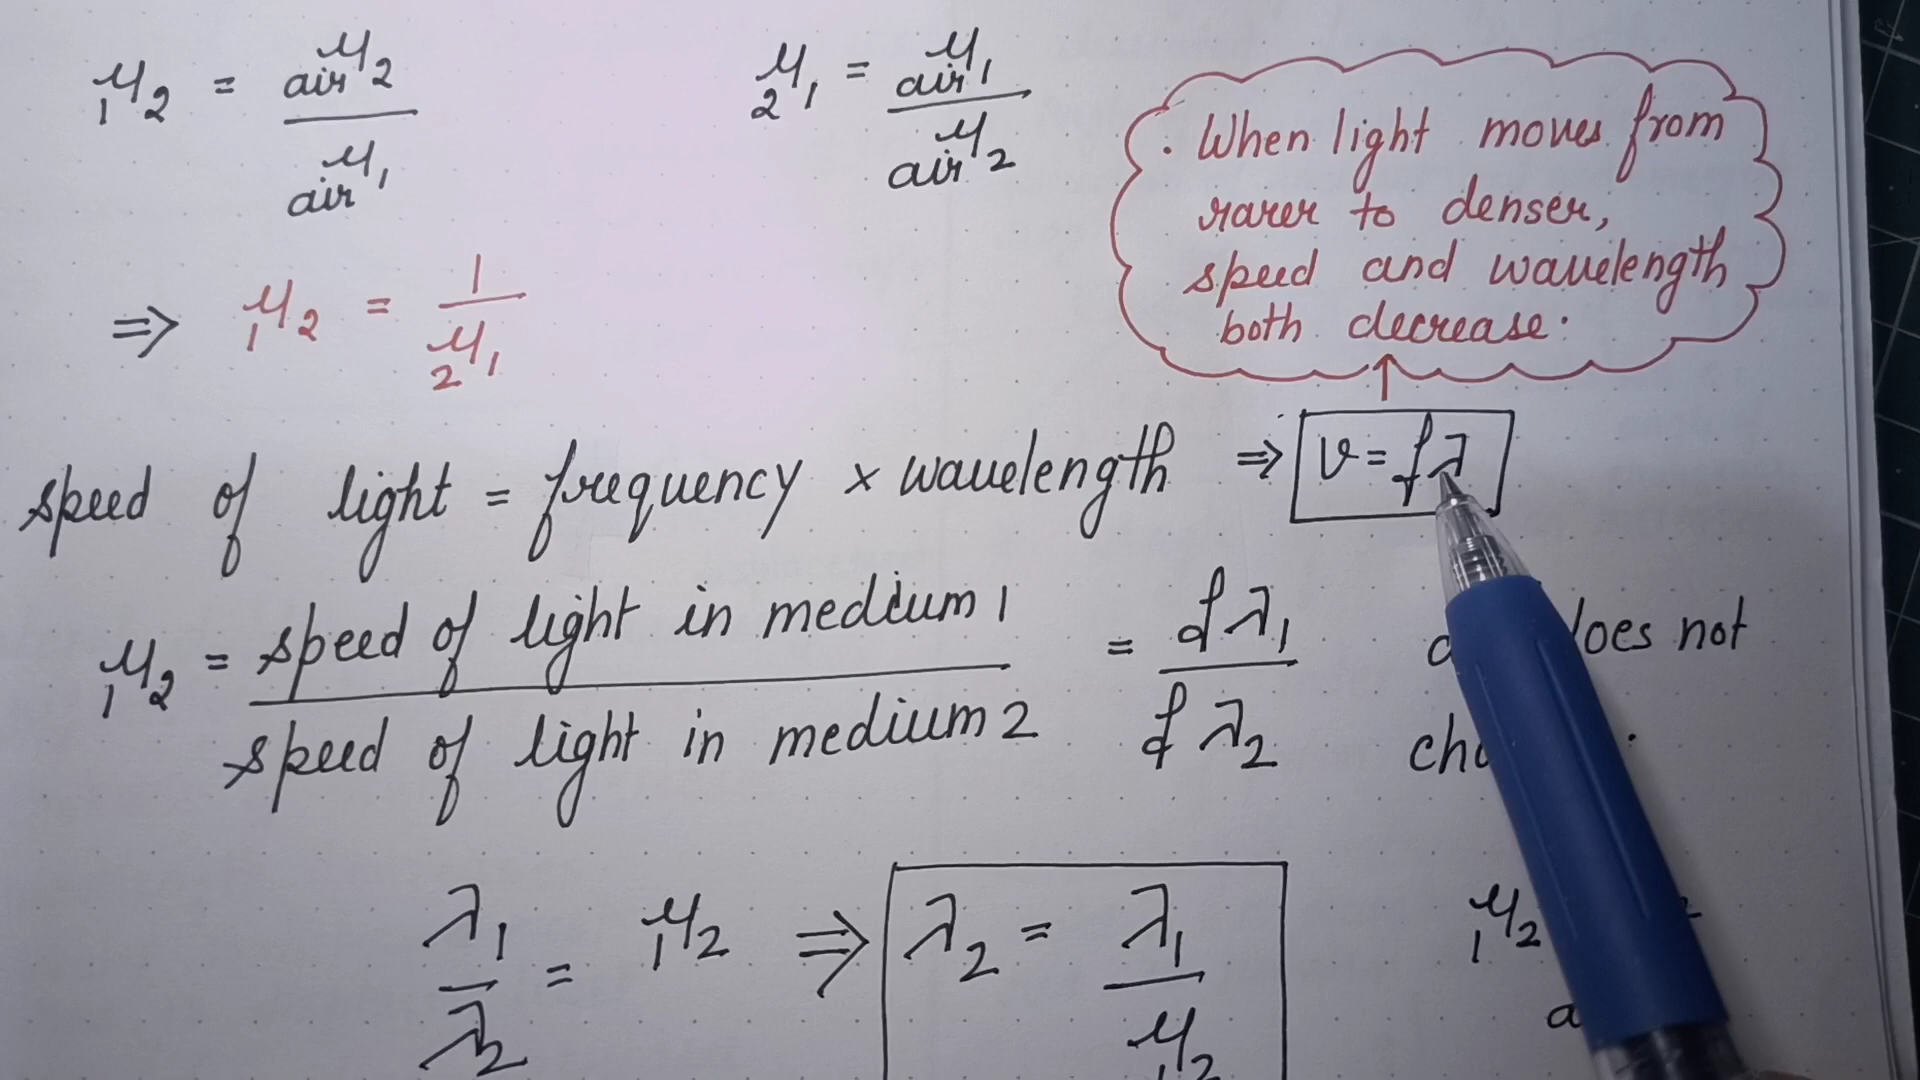 ₁μ₂ = airμ₂ / airμ₁
₂μ₁ = airμ₁ / airμ₂
. When light moves from
rarer to denser,
speed and wavelength
both decrease.
⇒ ₁μ₂ = 1 / ₂μ₁
speed of light = frequency × wavelength ⇒ v = fλ
₁μ₂ = speed of light in medium 1 / speed of light in medium 2 = fλ₁ / fλ₂
does not
λ₁ / λ₂ = ₁μ₂ ⇒ λ₂ = λ₁ / ₁μ₂
₁μ₂